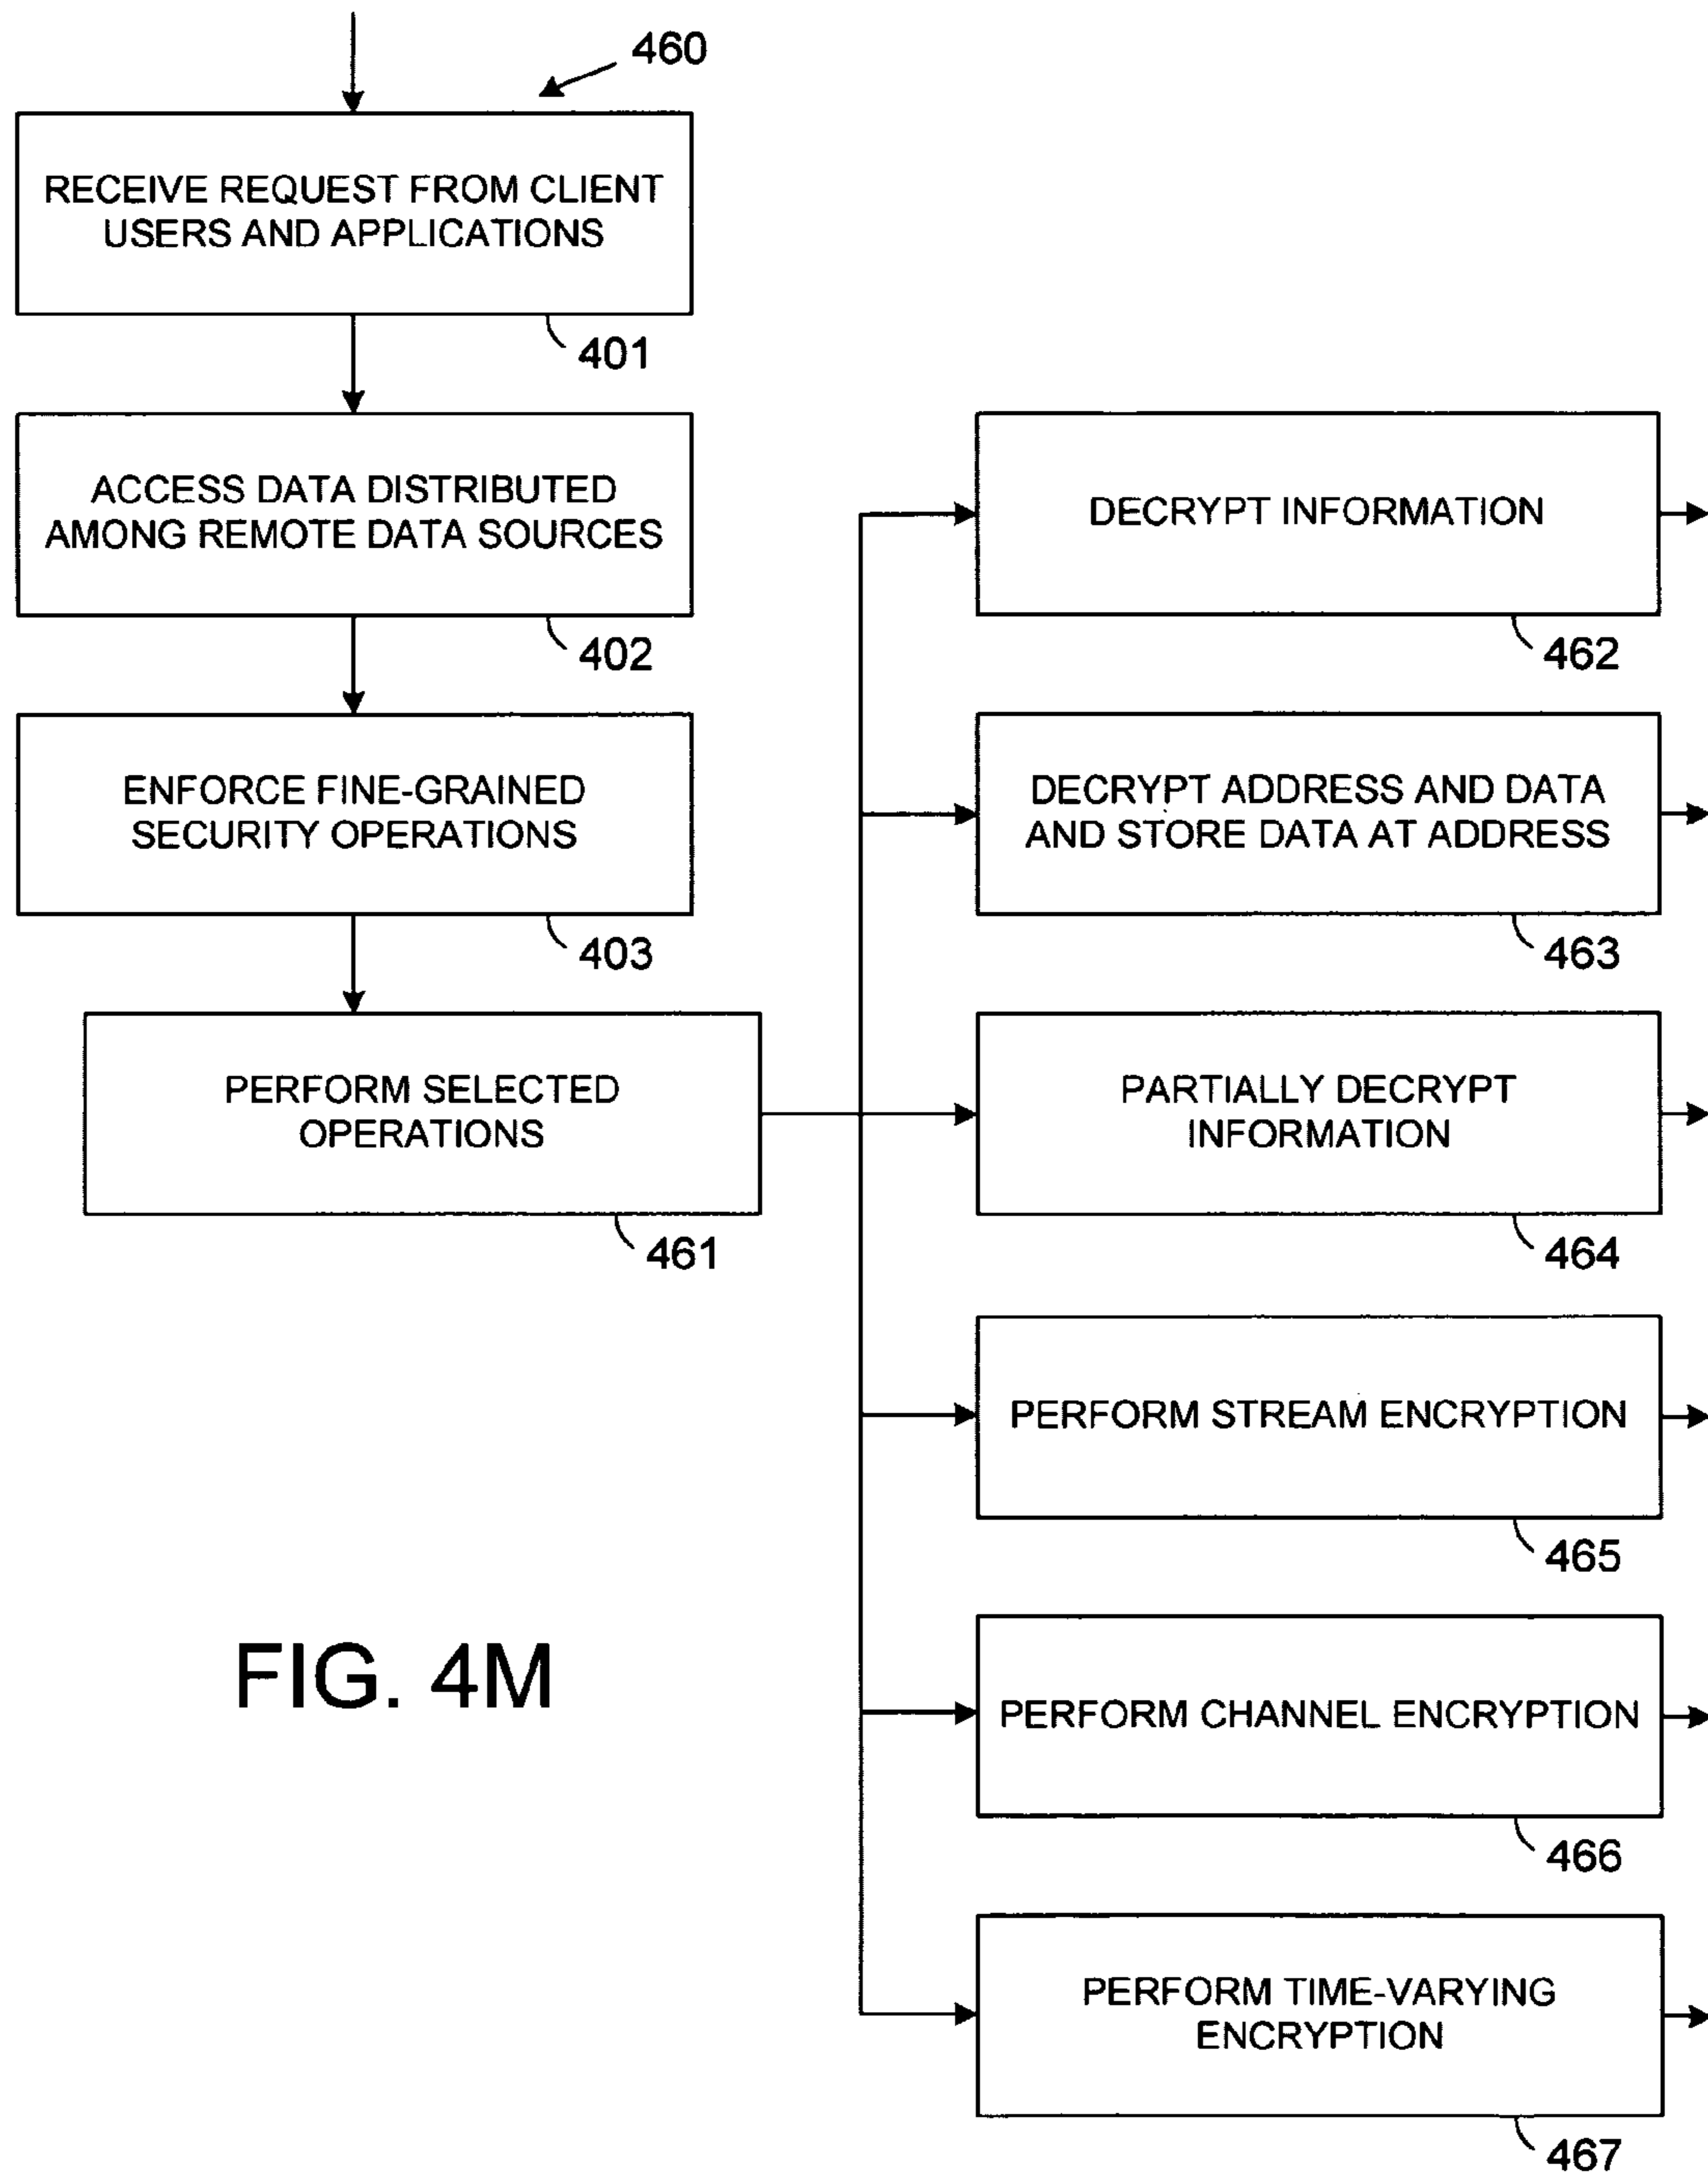 460
RECEIVE REQUEST FROM CLIENT
USERS AND APPLICATIONS
401
ACCESS DATA DISTRIBUTED
AMONG REMOTE DATA SOURCES
402
ENFORCE FINE-GRAINED
SECURITY OPERATIONS
403
PERFORM SELECTED
OPERATIONS
461
DECRYPT INFORMATION
462
DECRYPT ADDRESS AND DATA
AND STORE DATA AT ADDRESS
463
PARTIALLY DECRYPT
INFORMATION
464
PERFORM STREAM ENCRYPTION
465
PERFORM CHANNEL ENCRYPTION
466
PERFORM TIME-VARYING
ENCRYPTION
467
FIG. 4M